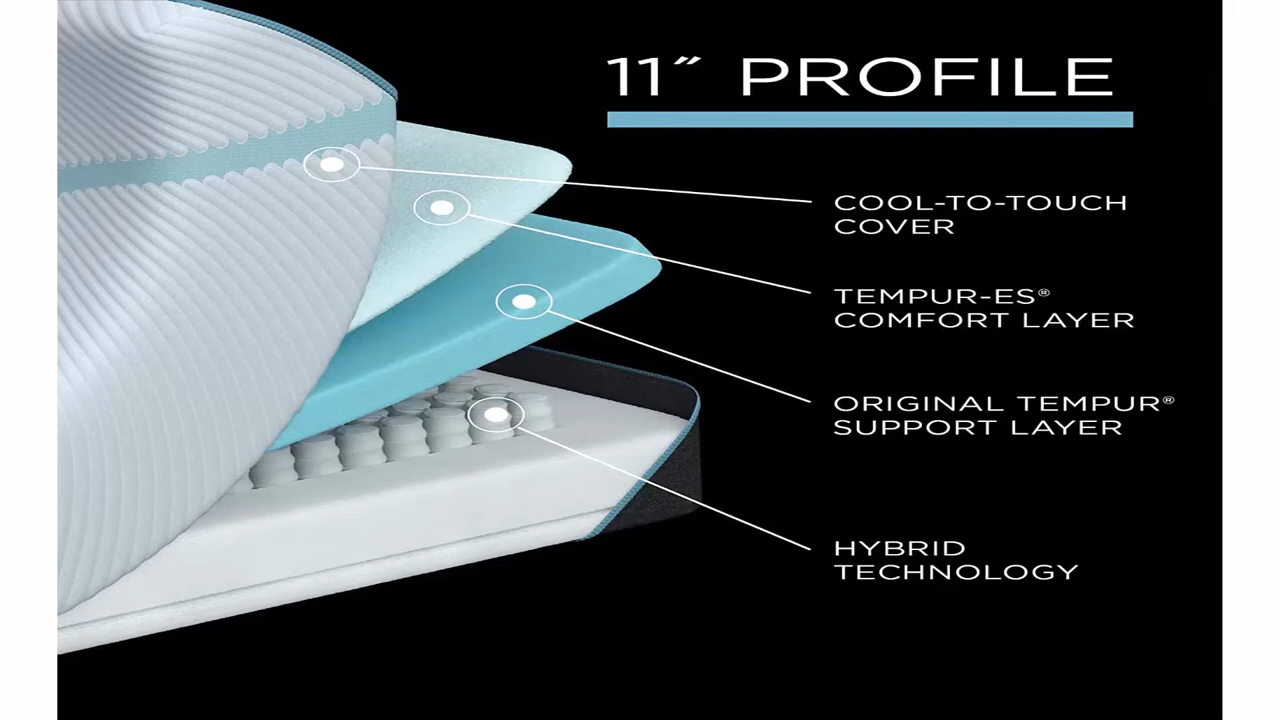 11″ PROFILE
COOL-TO-TOUCH
COVER
TEMPUR-ES®
COMFORT LAYER
ORIGINAL TEMPUR®
SUPPORT LAYER
HYBRID
TECHNOLOGY